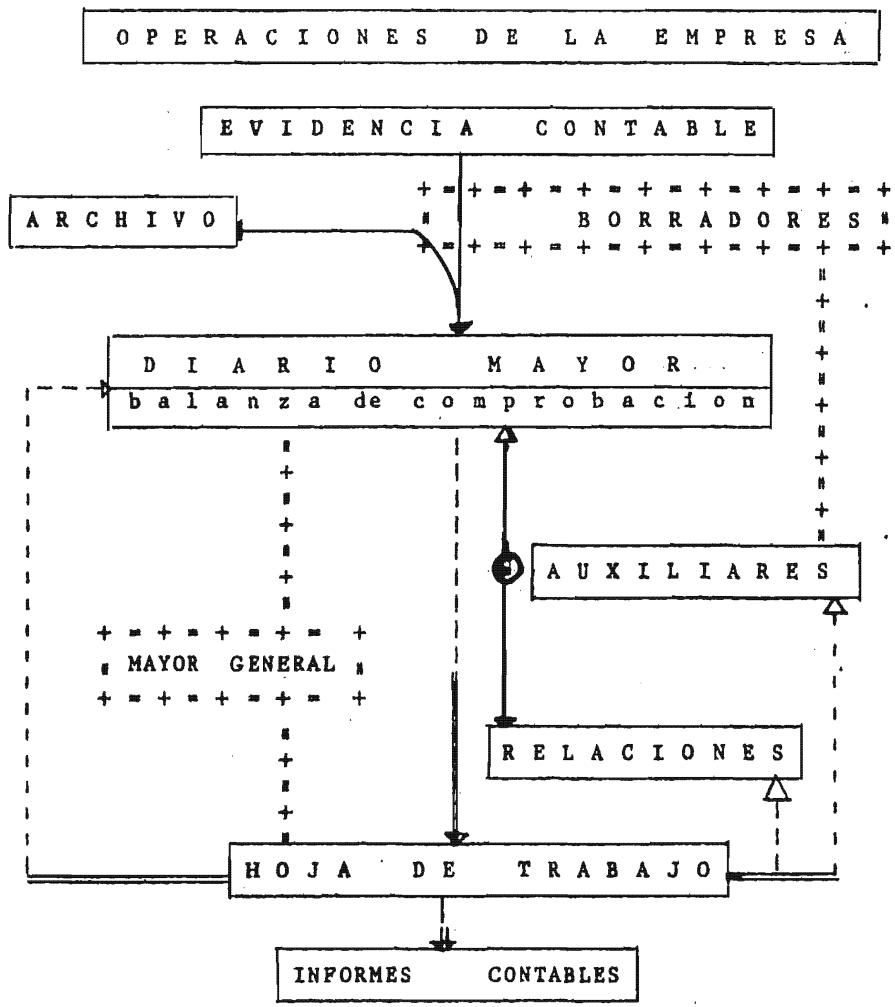 OPERACIONES DE LA EMPRESA
EVIDENCIA CONTABLE
ARCHIVO
BORRADORES
DIARIO MAYOR
balanza de comprobacion
AUXILIARES
MAYOR GENERAL
RELACIONES
HOJA DE TRABAJO
INFORMES CONTABLES